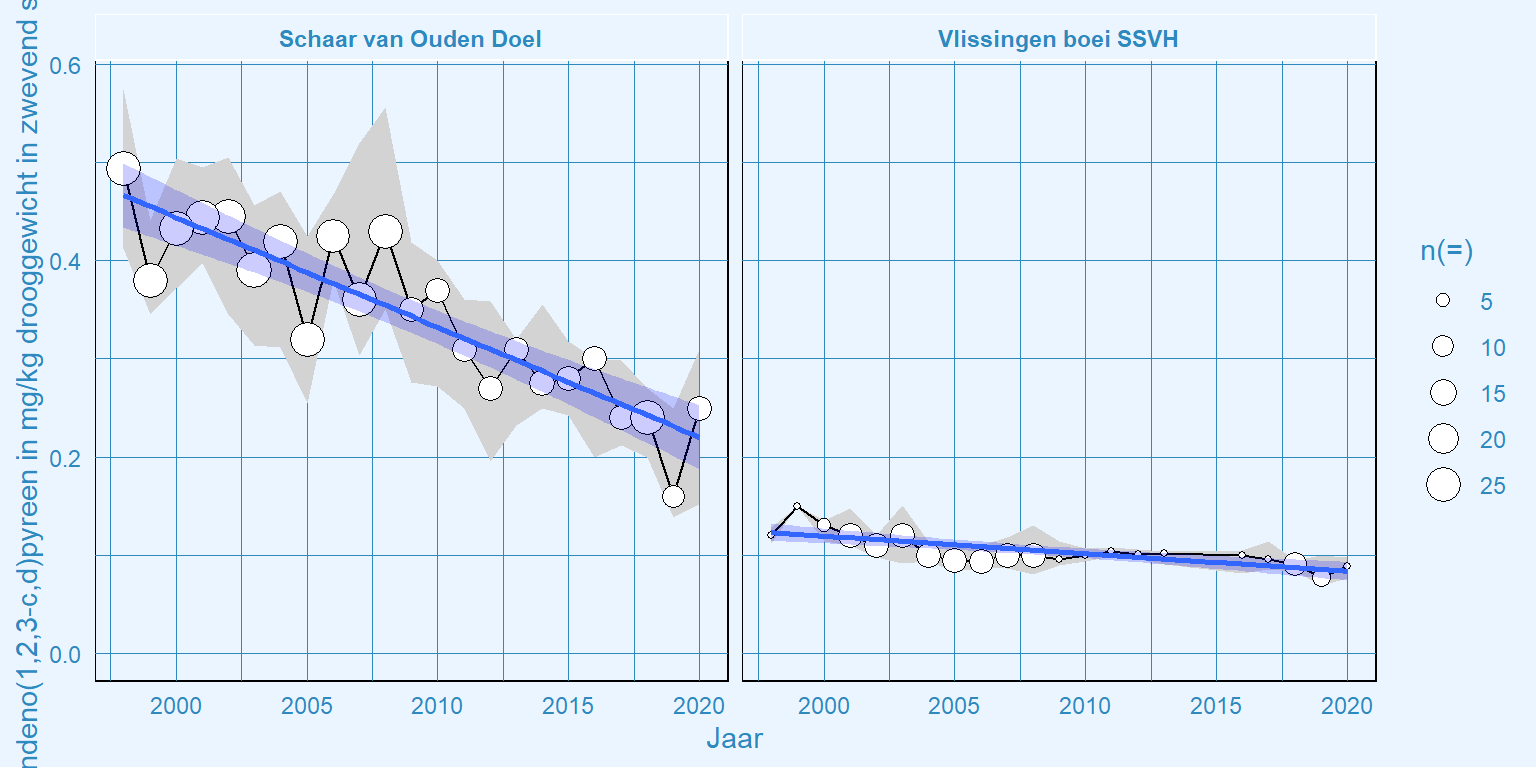 Schaar van Ouden Doel
Vlissingen boei SSVH
ndeno(1,2,3-c,d)pyreen in mg/kg drooggewicht in zwevend s
0.6
0.4
0.2
0.0
2000 2005 2010 2015 2020
2000 2005 2010 2015 2020
Jaar
n(=)
5
10
15
20
25